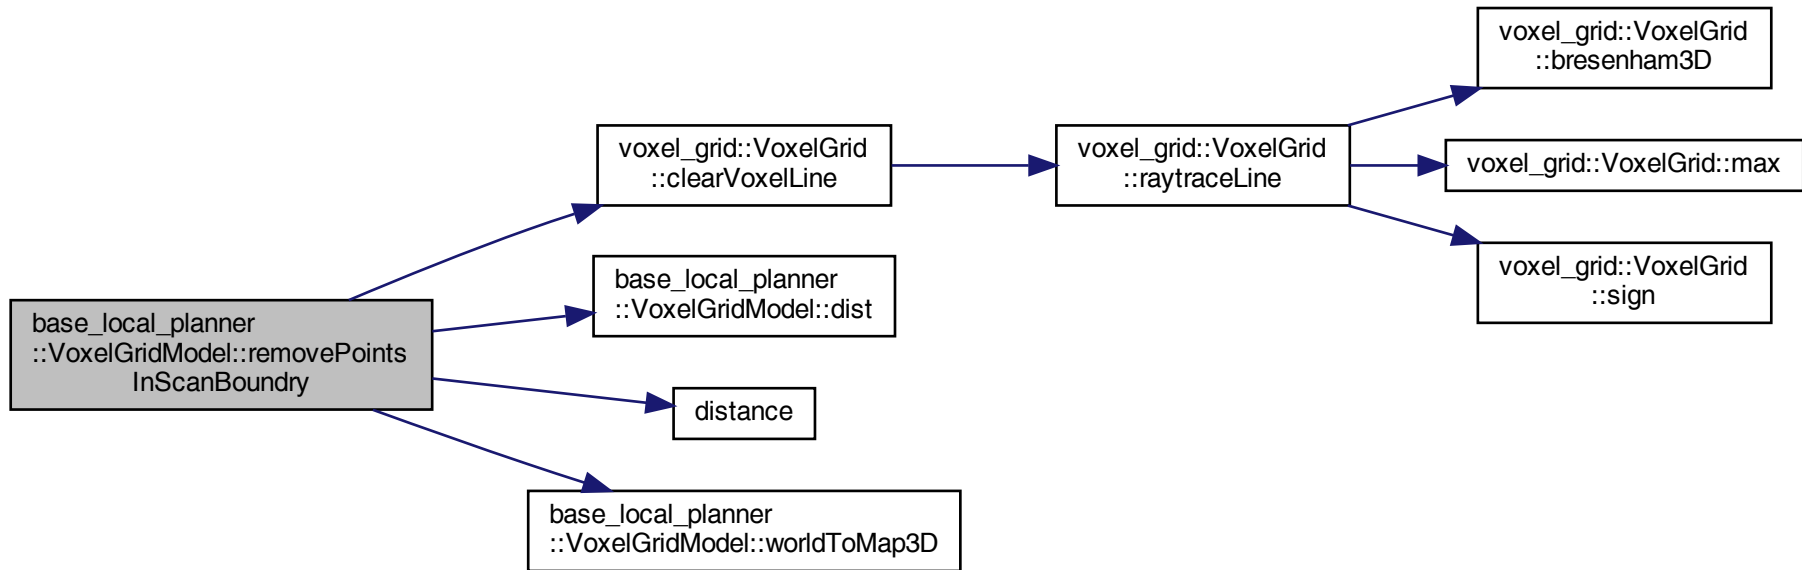 base_local_planner
::VoxelGridModel::removePoints
InScanBoundry
voxel_grid::VoxelGrid
::clearVoxelLine
base_local_planner
::VoxelGridModel::dist
distance
base_local_planner
::VoxelGridModel::worldToMap3D
voxel_grid::VoxelGrid
::raytraceLine
voxel_grid::VoxelGrid
::bresenham3D
voxel_grid::VoxelGrid::max
voxel_grid::VoxelGrid
::sign